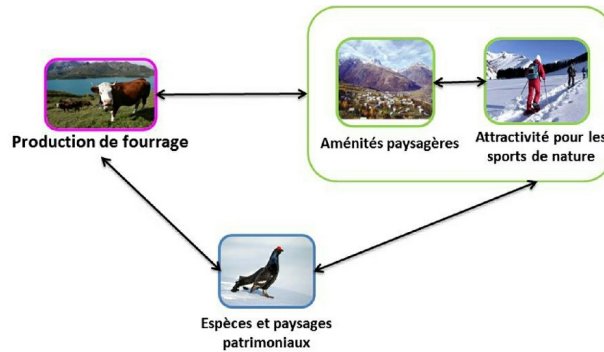 Production de fourrage
Aménités paysagères
Attractivité pour les
sports de nature
Espèces et paysages
patrimoniaux